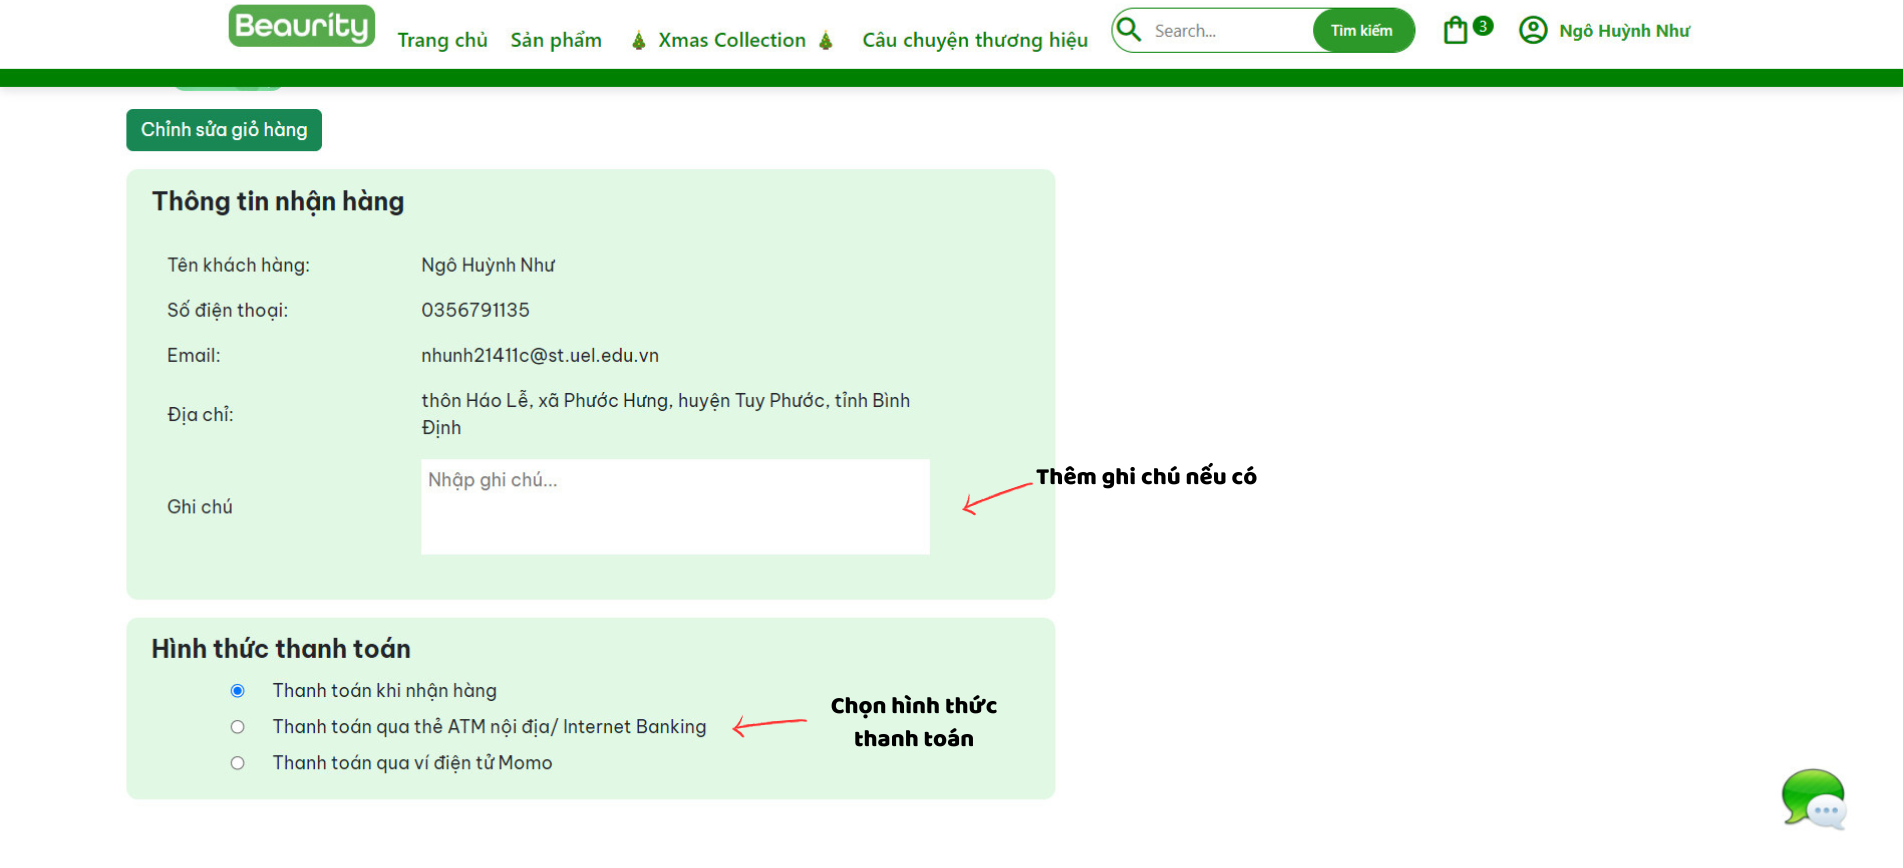 Beaurity
Trang chủ Sản phẩm Xmas Collection Câu chuyện thương hiệu Search... Tìm kiếm 3 Ngô Huỳnh Như
Chỉnh sửa giỏ hàng
Thông tin nhận hàng
Tên khách hàng: Ngô Huỳnh Như
Số điện thoại: 0356791135
Email: nhunh21411c@st.uel.edu.vn
Địa chỉ: thôn Háo Lễ, xã Phước Hưng, huyện Tuy Phước, tỉnh Bình
Định
Ghi chú Nhập ghi chú...
Thêm ghi chú nếu có
Hình thức thanh toán
Thanh toán khi nhận hàng
Thanh toán qua thẻ ATM nội địa/ Internet Banking
Thanh toán qua ví điện tử Momo
Chọn hình thức
thanh toán